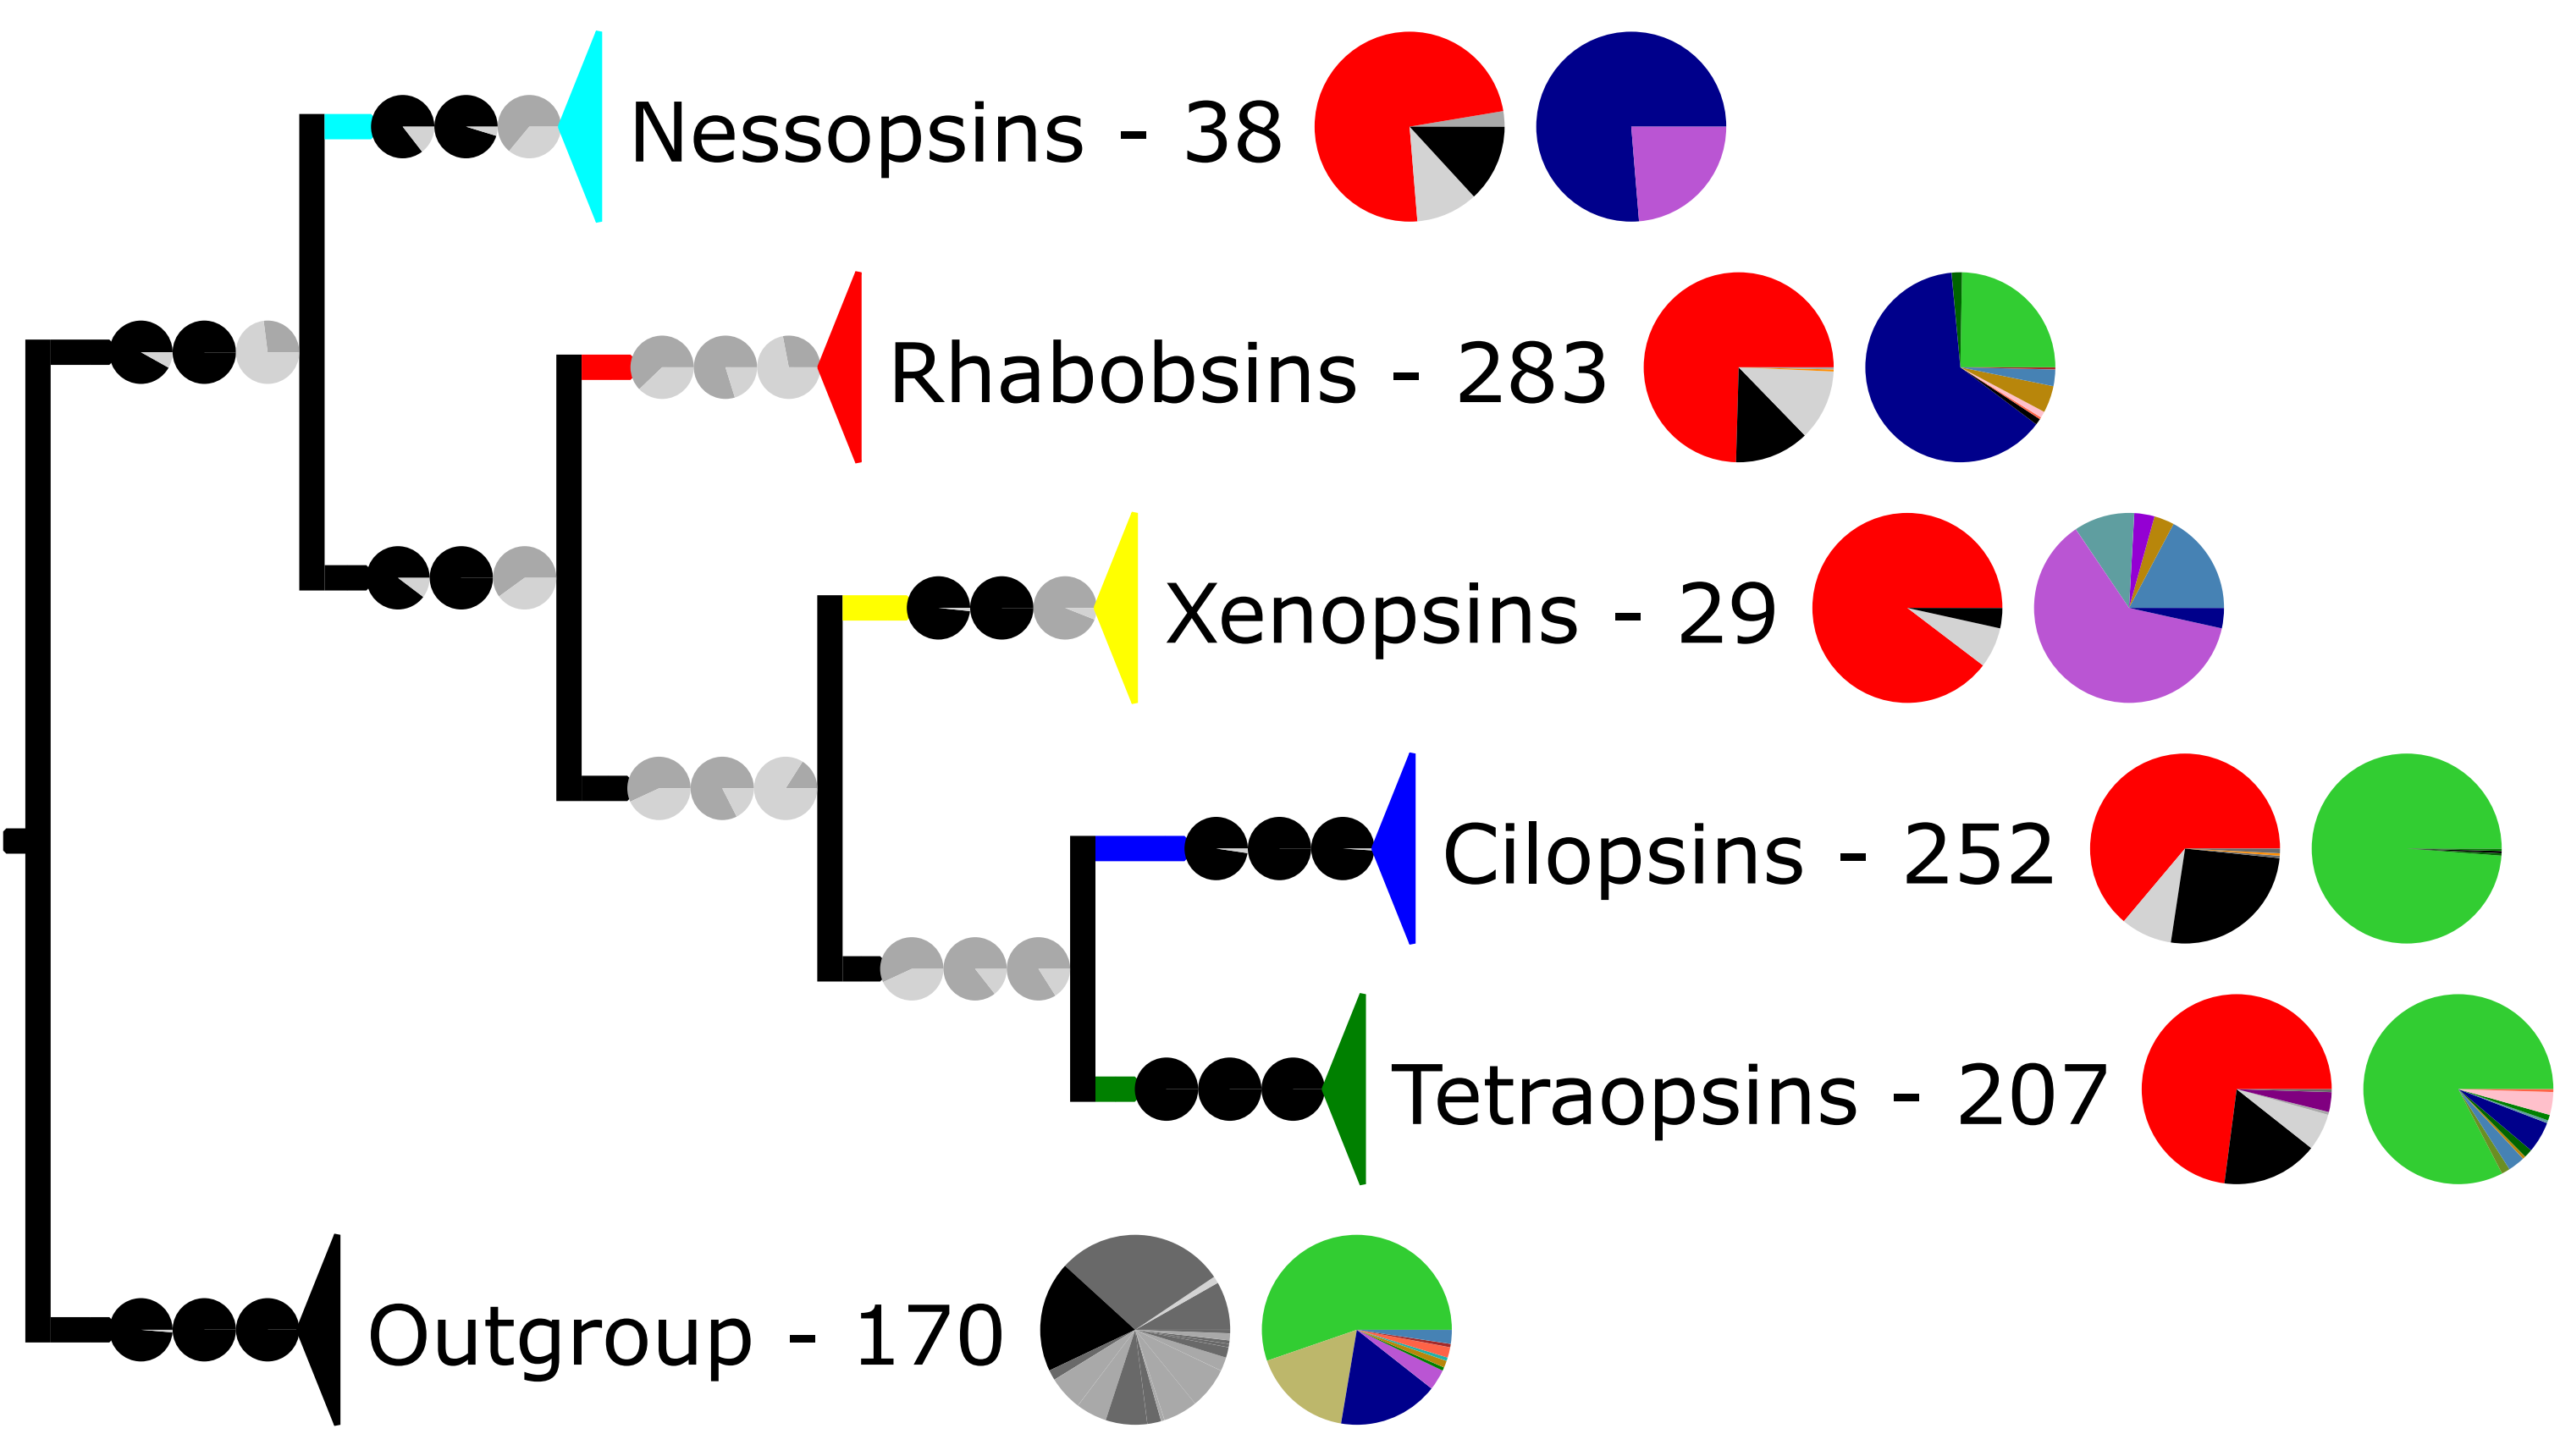 Nessopsins - 38
Rhabobsins - 283
Xenopsins - 29
Cilopsins - 252
Tetraopsins - 207
Outgroup - 170